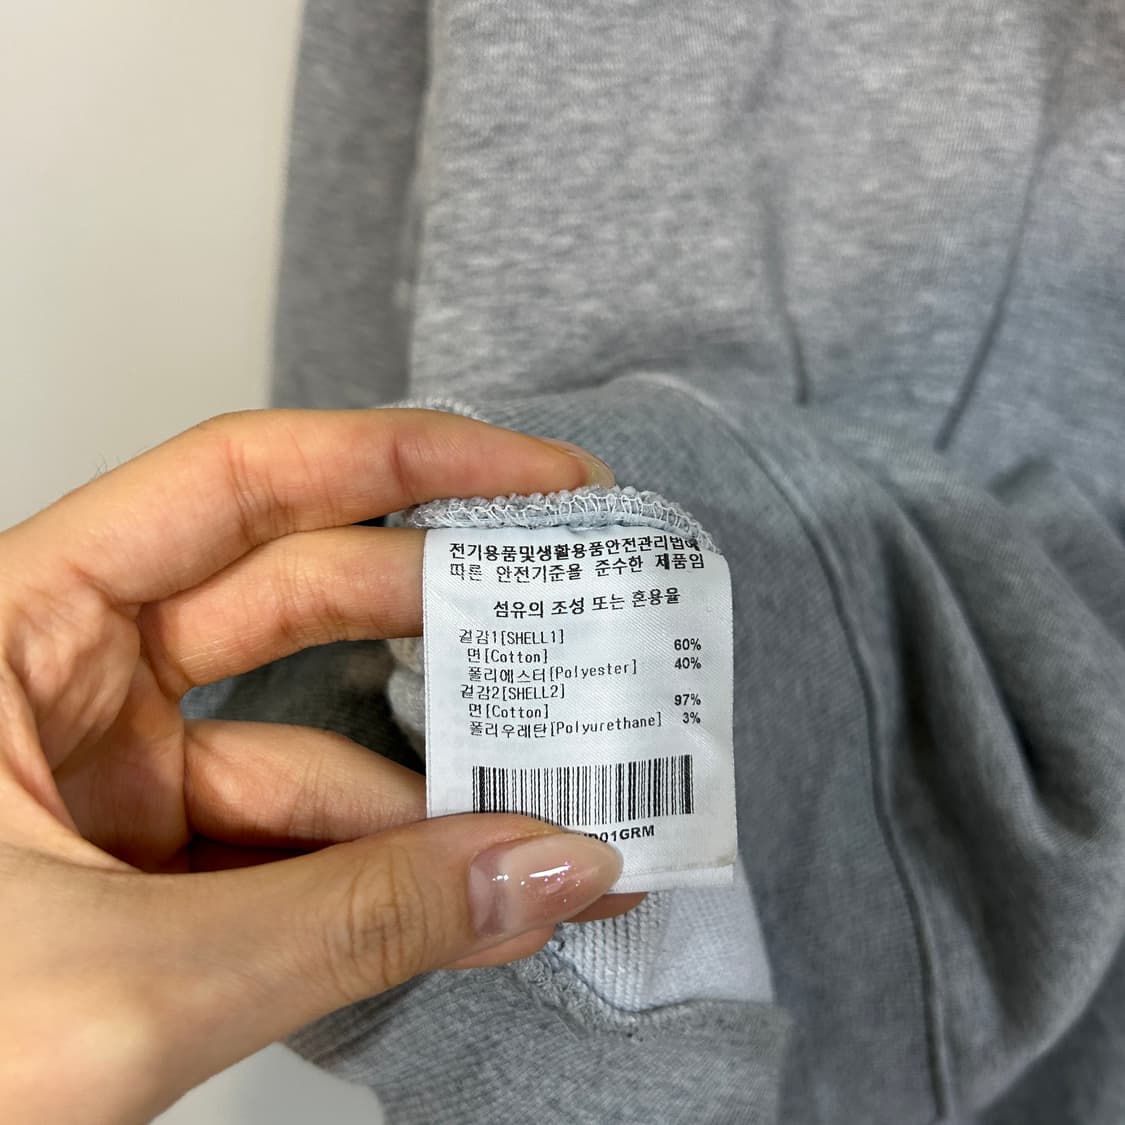 전기용품및생활용품안전관리법에
따른 안전기준을 준수한 제품임
섬유의 조성 또는 혼용율
겉감1[SHELL1]
면[Cotton] 60%
폴리에스터[Polyester] 40%
겉감2[SHELL2]
면[Cotton] 97%
폴리우레탄[Polyurethane] 3%
01GRM